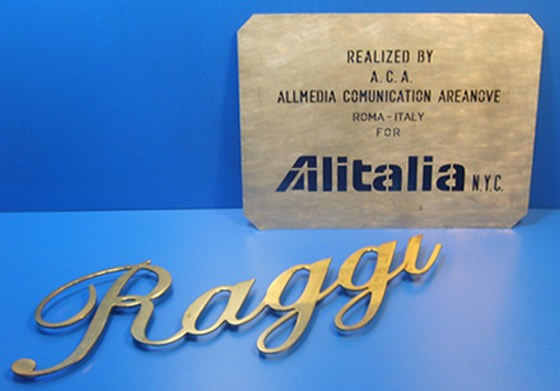 REALIZED BY
A. C. A.
ALLMEDIA COMUNICATION AREANOVE
ROMA - ITALY
FOR
Alitalia N.Y.C.
Raggi